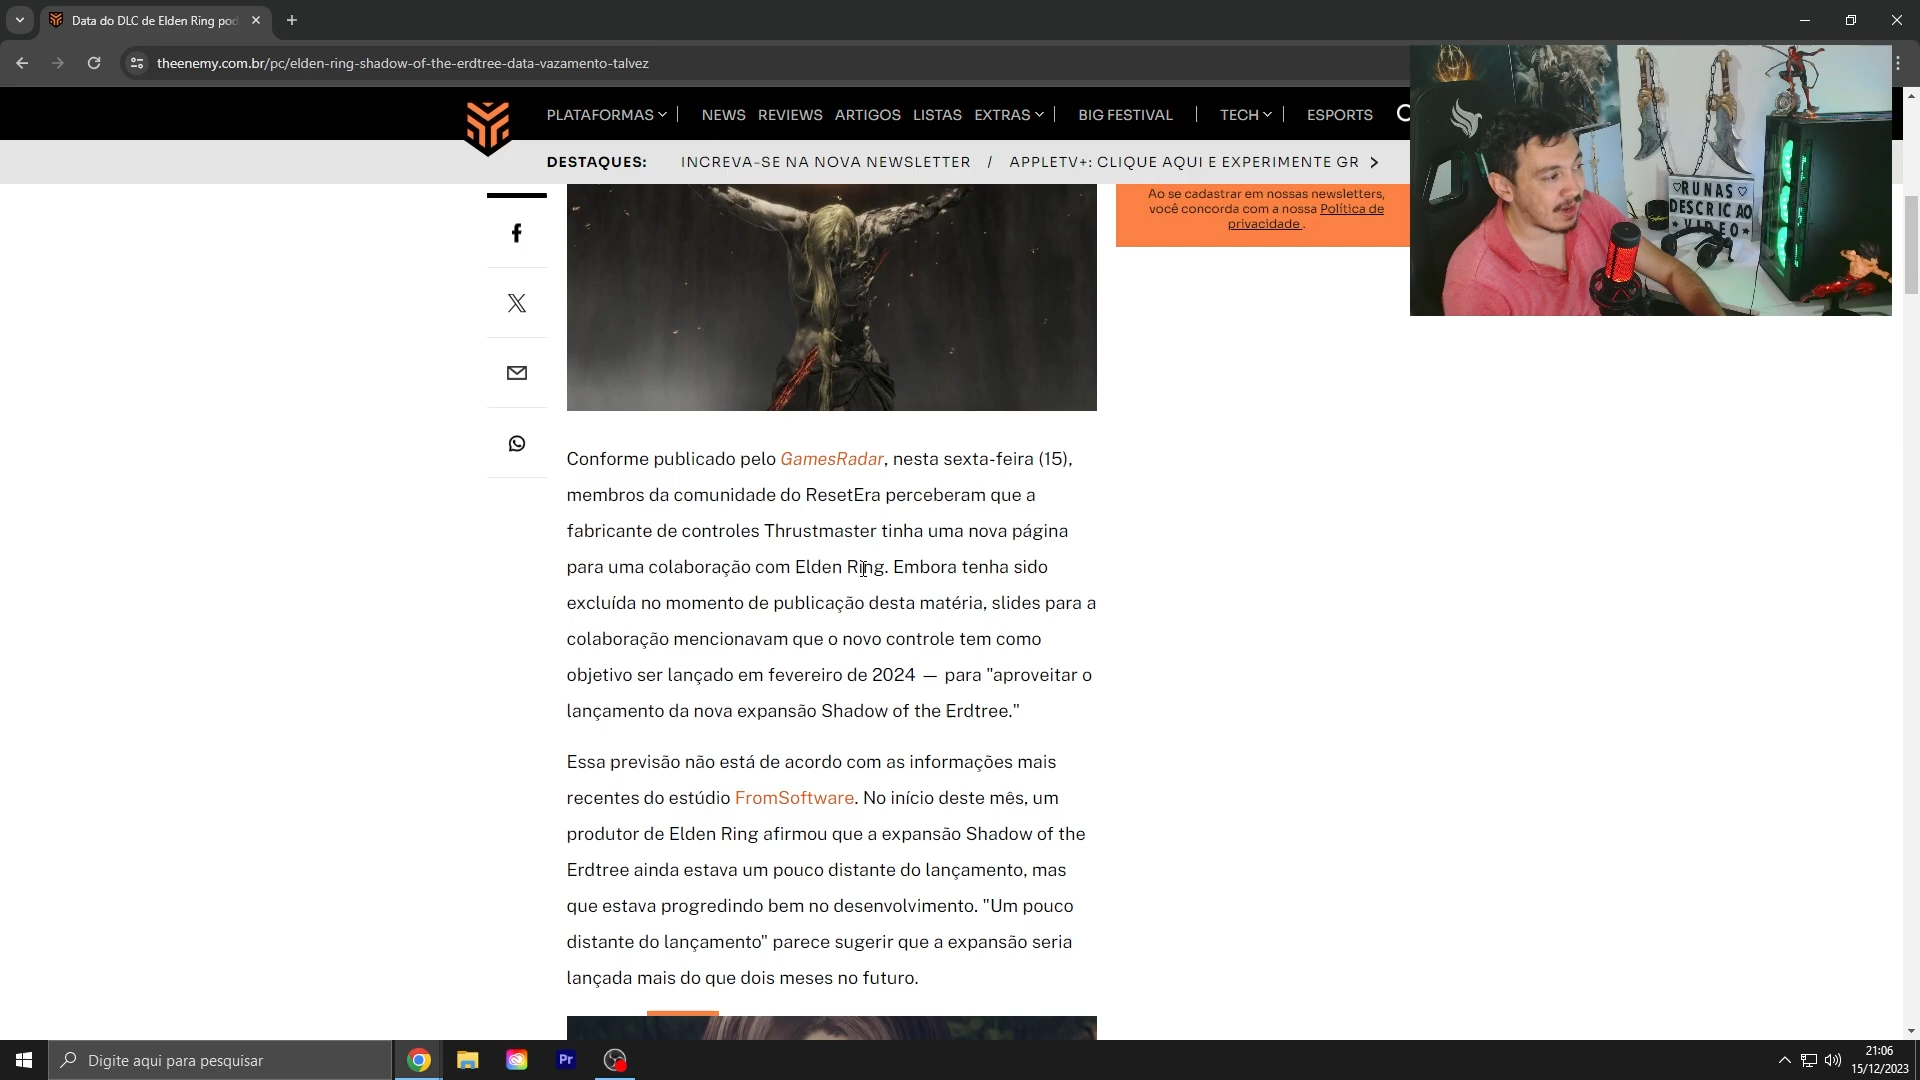 Data do DLC de Elden Ring pod
theenemy.com.br/pc/elden-ring-shadow-of-the-erdtree-data-vazamento-talvez
PLATAFORMAS | NEWS REVIEWS ARTIGOS LISTAS EXTRAS | BIG FESTIVAL | TECH | ESPORTS
DESTAQUES: INCREVA-SE NA NOVA NEWSLETTER / APPLETV+: CLIQUE AQUI E EXPERIMENTE GR
Ao se cadastrar em nossas newsletters,
você concorda com a nossa Política de
privacidade .
RUNAS
DESCRICAO
VIDEO
Conforme publicado pelo GamesRadar, nesta sexta-feira (15),
membros da comunidade do ResetEra perceberam que a
fabricante de controles Thrustmaster tinha uma nova página
para uma colaboração com Elden Ring. Embora tenha sido
excluída no momento de publicação desta matéria, slides para a
colaboração mencionavam que o novo controle tem como
objetivo ser lançado em fevereiro de 2024 — para "aproveitar o
lançamento da nova expansão Shadow of the Erdtree."
Essa previsão não está de acordo com as informações mais
recentes do estúdio FromSoftware. No início deste mês, um
produtor de Elden Ring afirmou que a expansão Shadow of the
Erdtree ainda estava um pouco distante do lançamento, mas
que estava progredindo bem no desenvolvimento. "Um pouco
distante do lançamento" parece sugerir que a expansão seria
lançada mais do que dois meses no futuro.
Digite aqui para pesquisar
Pr
21:06
15/12/2023